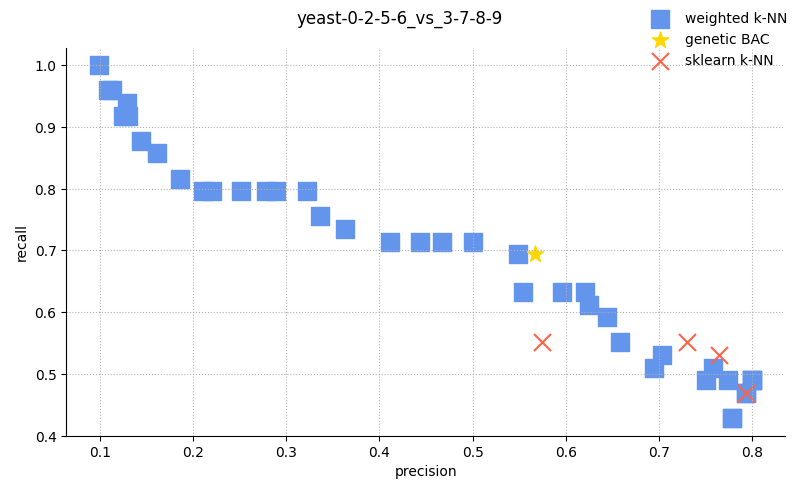 yeast-0-2-5-6_vs_3-7-8-9
weighted k-NN
genetic BAC
sklearn k-NN
1.0
0.9
0.8
0.7
0.6
0.5
0.4
recall
0.1
0.2
0.3
0.4
0.5
0.6
0.7
0.8
precision